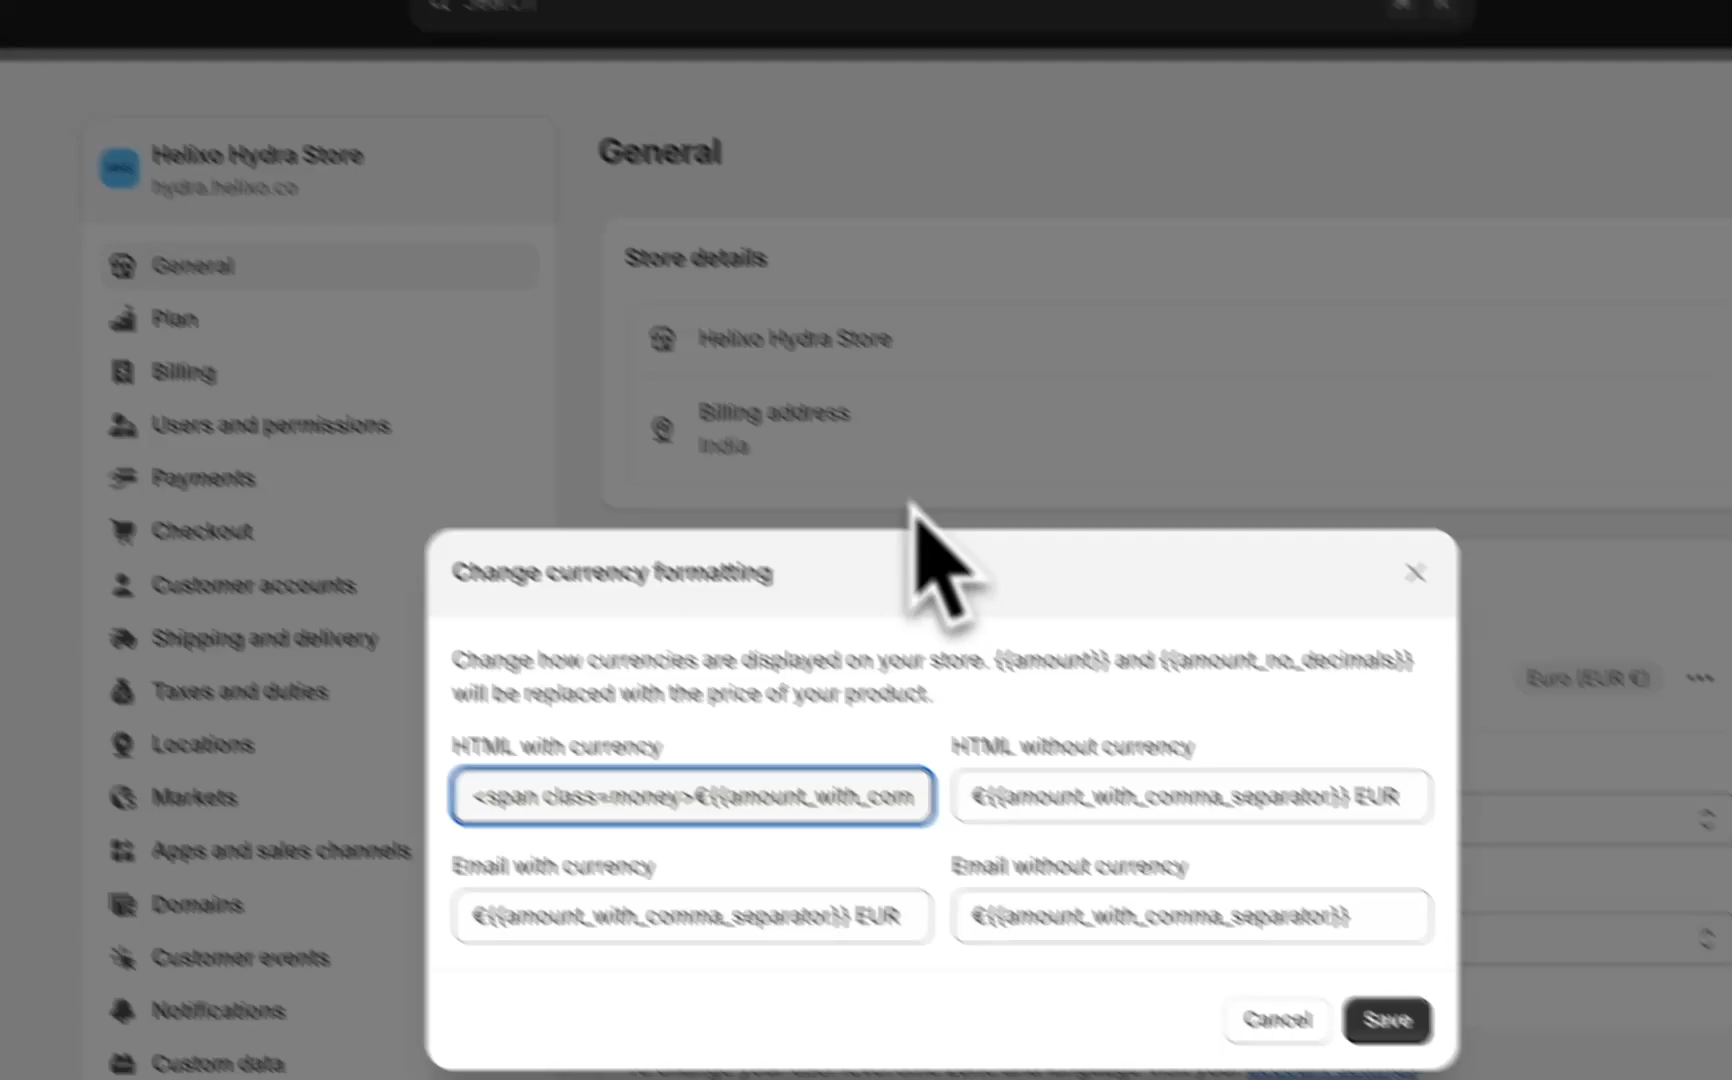 Search
Helixo Hydra Store
hydra.helixo.co
General
Plan
Billing
Users and permissions
Payments
Checkout
Customer accounts
Shipping and delivery
Taxes and duties
Locations
Markets
Apps and sales channels
Domains
Customer events
Notifications
Custom data
General
Store details
Helixo Hydra Store
Billing address
India
Euro (EUR €)
Change currency formatting
Change how currencies are displayed on your store. {{amount}} and {{amount_no_decimals}}
will be replaced with the price of your product.
HTML with currency
<span class=money>€{{amount_with_com
HTML without currency
€{{amount_with_comma_separator}} EUR
Email with currency
€{{amount_with_comma_separator}} EUR
Email without currency
€{{amount_with_comma_separator}}
Cancel
Save